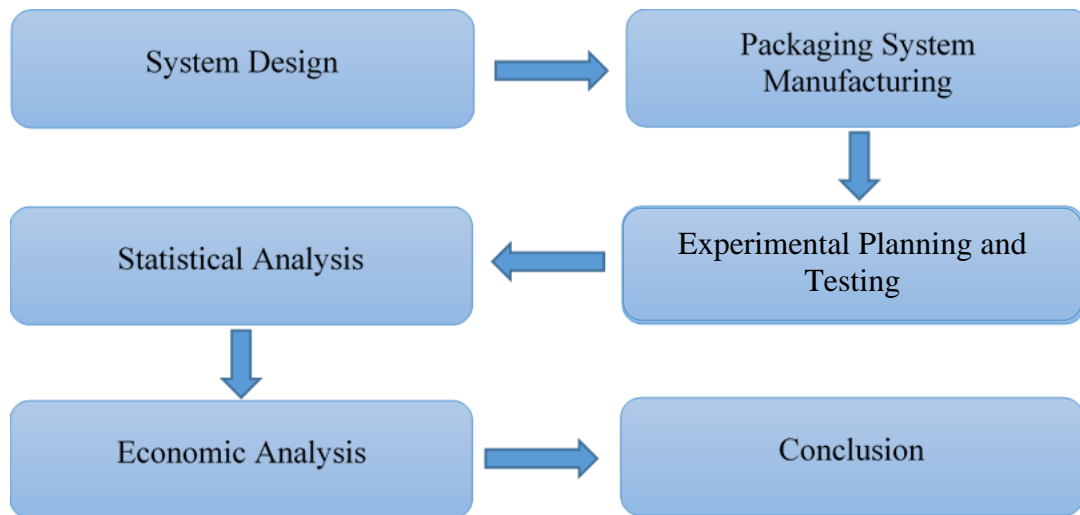 System Design
Packaging System
Manufacturing
Experimental Planning and
Testing
Statistical Analysis
Economic Analysis
Conclusion